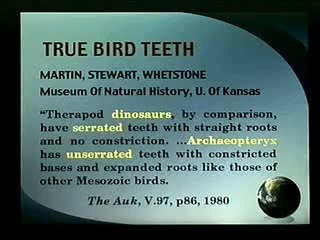 TRUE BIRD TEETH
MARTIN, STEWART, WHETSTONE
Museum Of Natural History, U. Of Kansas
“Therapod dinosaurs, by comparison,
have serrated teeth with straight roots
and no constriction. ...Archaeopteryx
has unserrated teeth with constricted
bases and expanded roots like those of
other Mesozoic birds.
The Auk, V.97, p86, 1980